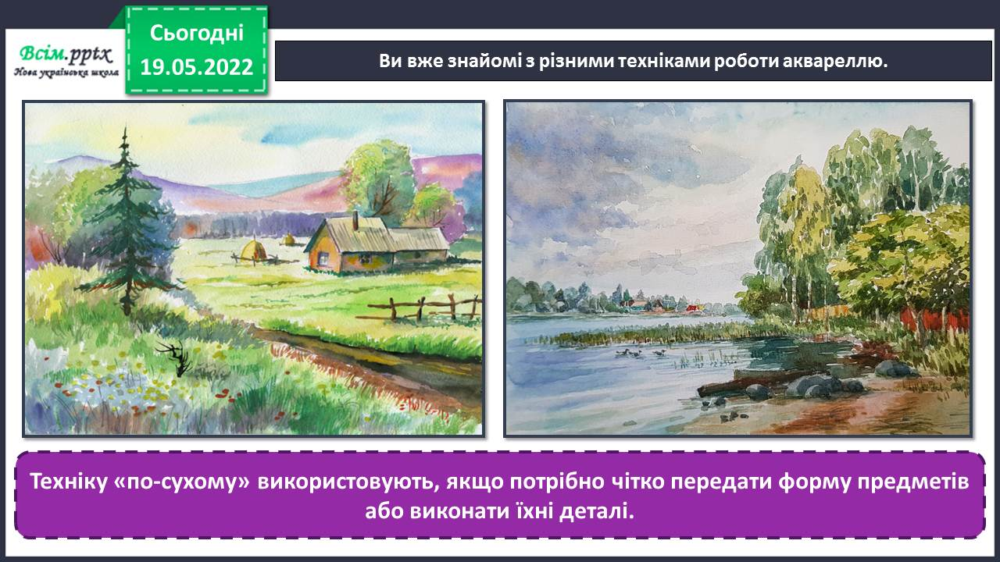 Всім.pptx
Нова українська школа
Сьогодні
19.05.2022
Ви вже знайомі з різними техніками роботи аквареллю.
Техніку «по-сухому» використовують, якщо потрібно чітко передати форму предметів
або виконати їхні деталі.